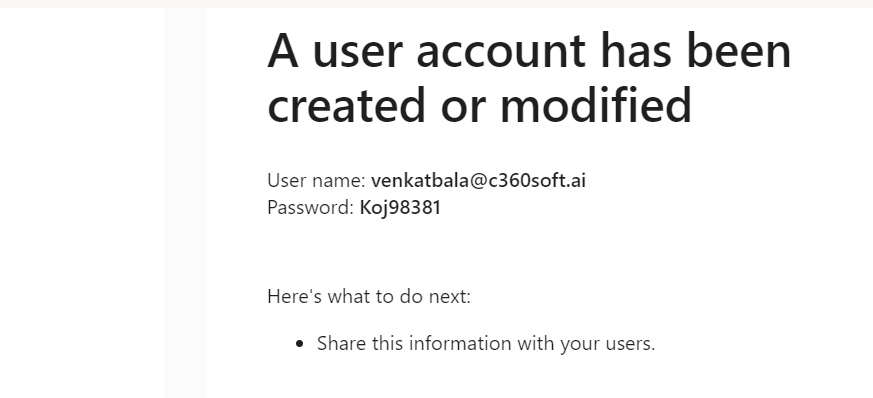 A user account has been
created or modified
User name: venkatbala@c360soft.ai
Password: Koj98381
Here's what to do next:
• Share this information with your users.